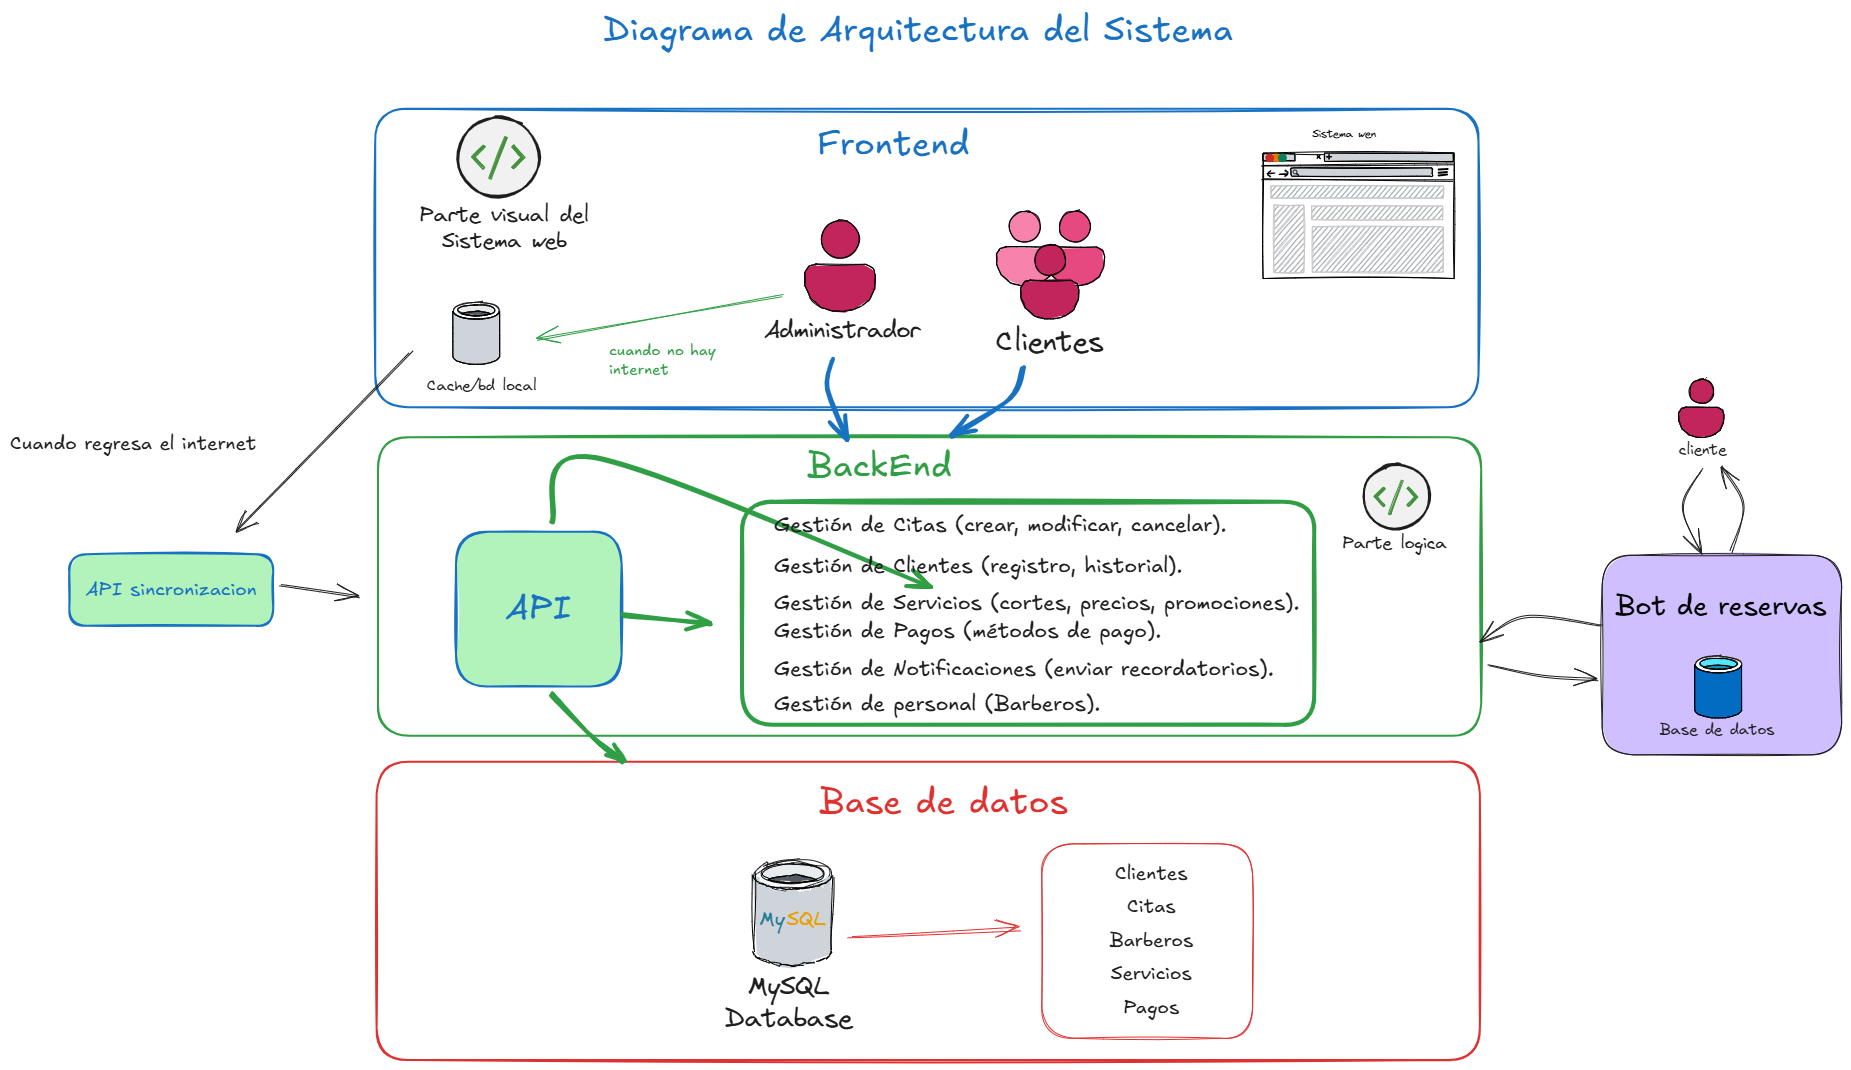 Diagrama de Arquitectura del Sistema
Frontend
Sistema wen
Parte visual del
Sistema web
Administrador
Clientes
cuando no hay
internet
Cache/bd local
Cuando regresa el internet
API sincronizacion
BackEnd
API
Gestión de Citas (crear, modificar, cancelar).
Gestión de Clientes (registro, historial).
Gestión de Servicios (cortes, precios, promociones).
Gestión de Pagos (métodos de pago).
Gestión de Notificaciones (enviar recordatorios).
Gestión de personal (Barberos).
Parte logica
cliente
Bot de reservas
Base de datos
Base de datos
MySQL
MySQL
Database
Clientes
Citas
Barberos
Servicios
Pagos